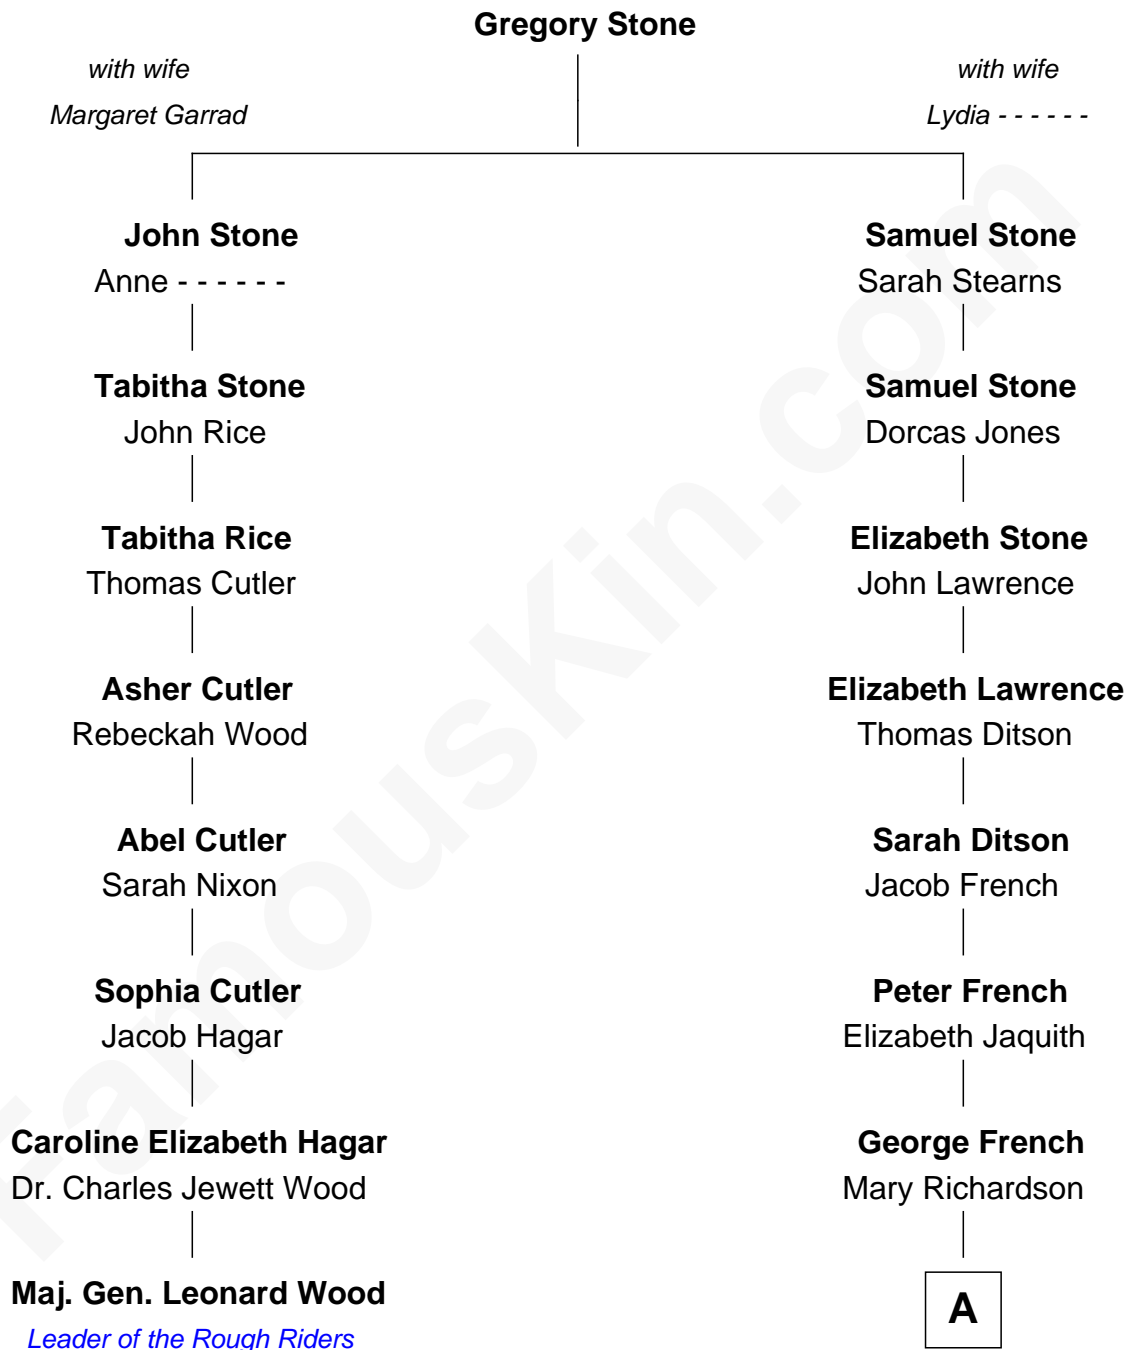 Gregory Stone
with wife
Margaret Garrad
with wife
Lydia - - - - - -
John Stone
Anne - - - - - -
Tabitha Stone
John Rice
Tabitha Rice
Thomas Cutler
Asher Cutler
Rebeckah Wood
Abel Cutler
Sarah Nixon
Sophia Cutler
Jacob Hagar
Caroline Elizabeth Hagar
Dr. Charles Jewett Wood
Maj. Gen. Leonard Wood
Leader of the Rough Riders
Samuel Stone
Sarah Stearns
Samuel Stone
Dorcas Jones
Elizabeth Stone
John Lawrence
Elizabeth Lawrence
Thomas Ditson
Sarah Ditson
Jacob French
Peter French
Elizabeth Jaquith
George French
Mary Richardson
A
FamousKin.com